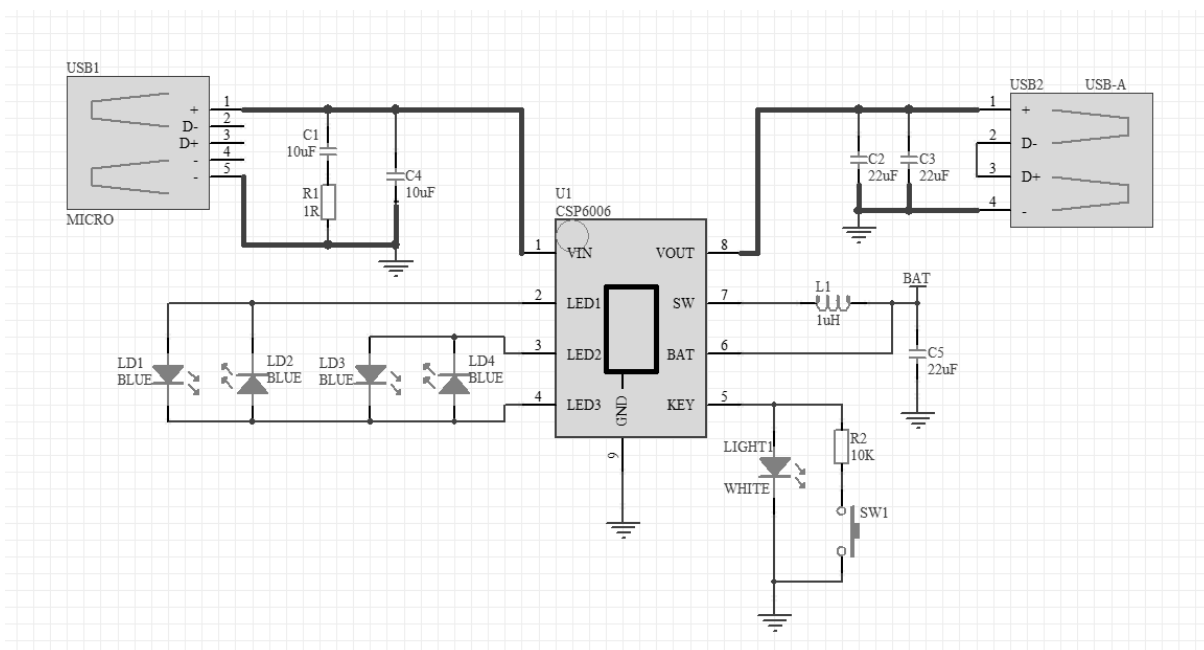 USB1
+ 1
D- 2
D+ 3
- 4
- 5
MICRO
C1
10uF
R1
1R
C4
10uF
U1
CSP6006
1 VIN
2 LED1
3 LED2
4 LED3
VOUT 8
SW 7
BAT 6
KEY 5
GND
9
LD1
BLUE
LD2
BLUE
LD3
BLUE
LD4
BLUE
USB2 USB-A
1 +
2 D-
3 D+
4 -
C2
22uF
C3
22uF
L1
1uH
BAT
C5
22uF
LIGHT1
WHITE
R2
10K
SW1